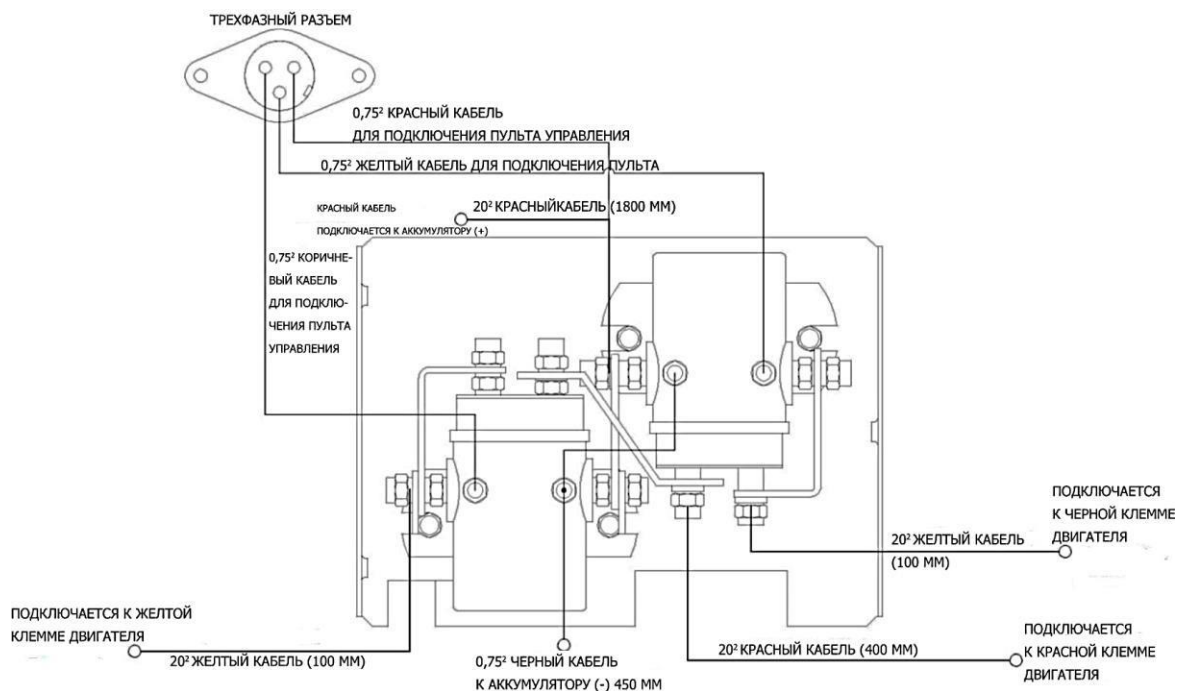 ТРЕХФАЗНЫЙ РАЗЪЕМ
0,75² КРАСНЫЙ КАБЕЛЬ
ДЛЯ ПОДКЛЮЧЕНИЯ ПУЛЬТА УПРАВЛЕНИЯ
0,75² ЖЕЛТЫЙ КАБЕЛЬ ДЛЯ ПОДКЛЮЧЕНИЯ ПУЛЬТА
КРАСНЫЙ КАБЕЛЬ
ПОДКЛЮЧАЕТСЯ К АККУМУЛЯТОРУ (+)
20² КРАСНЫЙКАБЕЛЬ (1800 ММ)
0,75² КОРИЧНЕ-
ВЫЙ КАБЕЛЬ
ДЛЯ ПОДКЛЮ-
ЧЕНИЯ ПУЛЬТА
УПРАВЛЕНИЯ
ПОДКЛЮЧАЕТСЯ
К ЧЕРНОЙ КЛЕММЕ
ДВИГАТЕЛЯ
20² ЖЕЛТЫЙ КАБЕЛЬ
(100 ММ)
ПОДКЛЮЧАЕТСЯ К ЖЕЛТОЙ
КЛЕММЕ ДВИГАТЕЛЯ
20² ЖЕЛТЫЙ КАБЕЛЬ (100 ММ)
0,75² ЧЕРНЫЙ КАБЕЛЬ
К АККУМУЛЯТОРУ (-) 450 ММ
20² КРАСНЫЙ КАБЕЛЬ (400 ММ)
ПОДКЛЮЧАЕТСЯ
К КРАСНОЙ КЛЕММЕ
ДВИГАТЕЛЯ